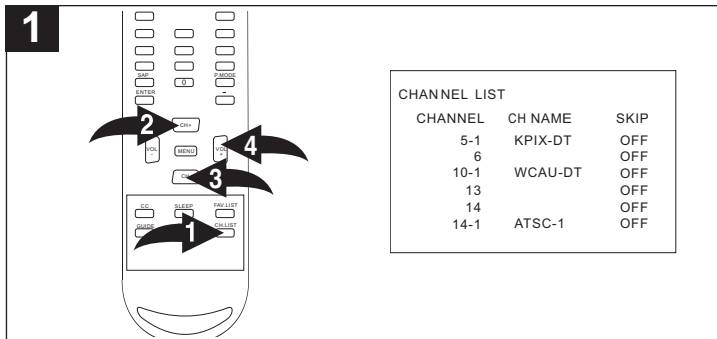 1
SAP
0
P.MODE
ENTER
–
2
CH+
VOL
-
MENU
VOL
+
4
CH
3
CC
SLEEP
FAV.LIST
GUIDE
1
CH.LIST
CHANNEL LIST
CHANNEL CH NAME SKIP
5-1 KPIX-DT OFF
6 OFF
10-1 WCAU-DT OFF
13 OFF
14 OFF
14-1 ATSC-1 OFF